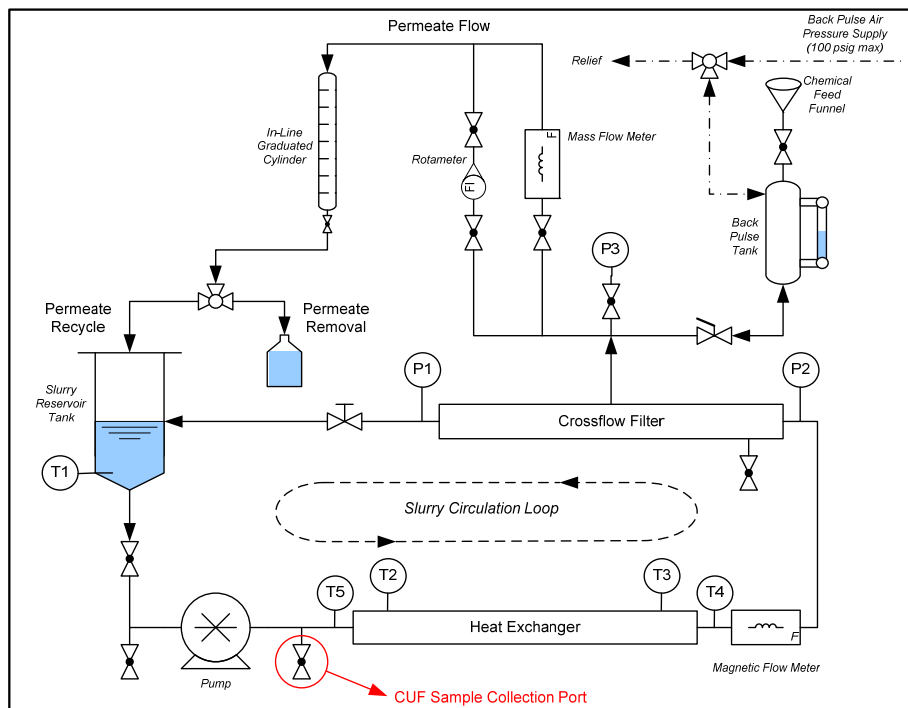 Permeate Flow
Back Pulse Air
Pressure Supply
(100 psig max)
Relief
Chemical
Feed
Funnel
In-Line
Graduated
Cylinder
Rotameter
FI
F
Mass Flow Meter
Back
Pulse
Tank
P3
Permeate
Recycle
Permeate
Removal
Slurry
Reservoir
Tank
P1
P2
Crossflow Filter
T1
Slurry Circulation Loop
T5
T2
T3
T4
Heat Exchanger
F
Magnetic Flow Meter
Pump
CUF Sample Collection Port